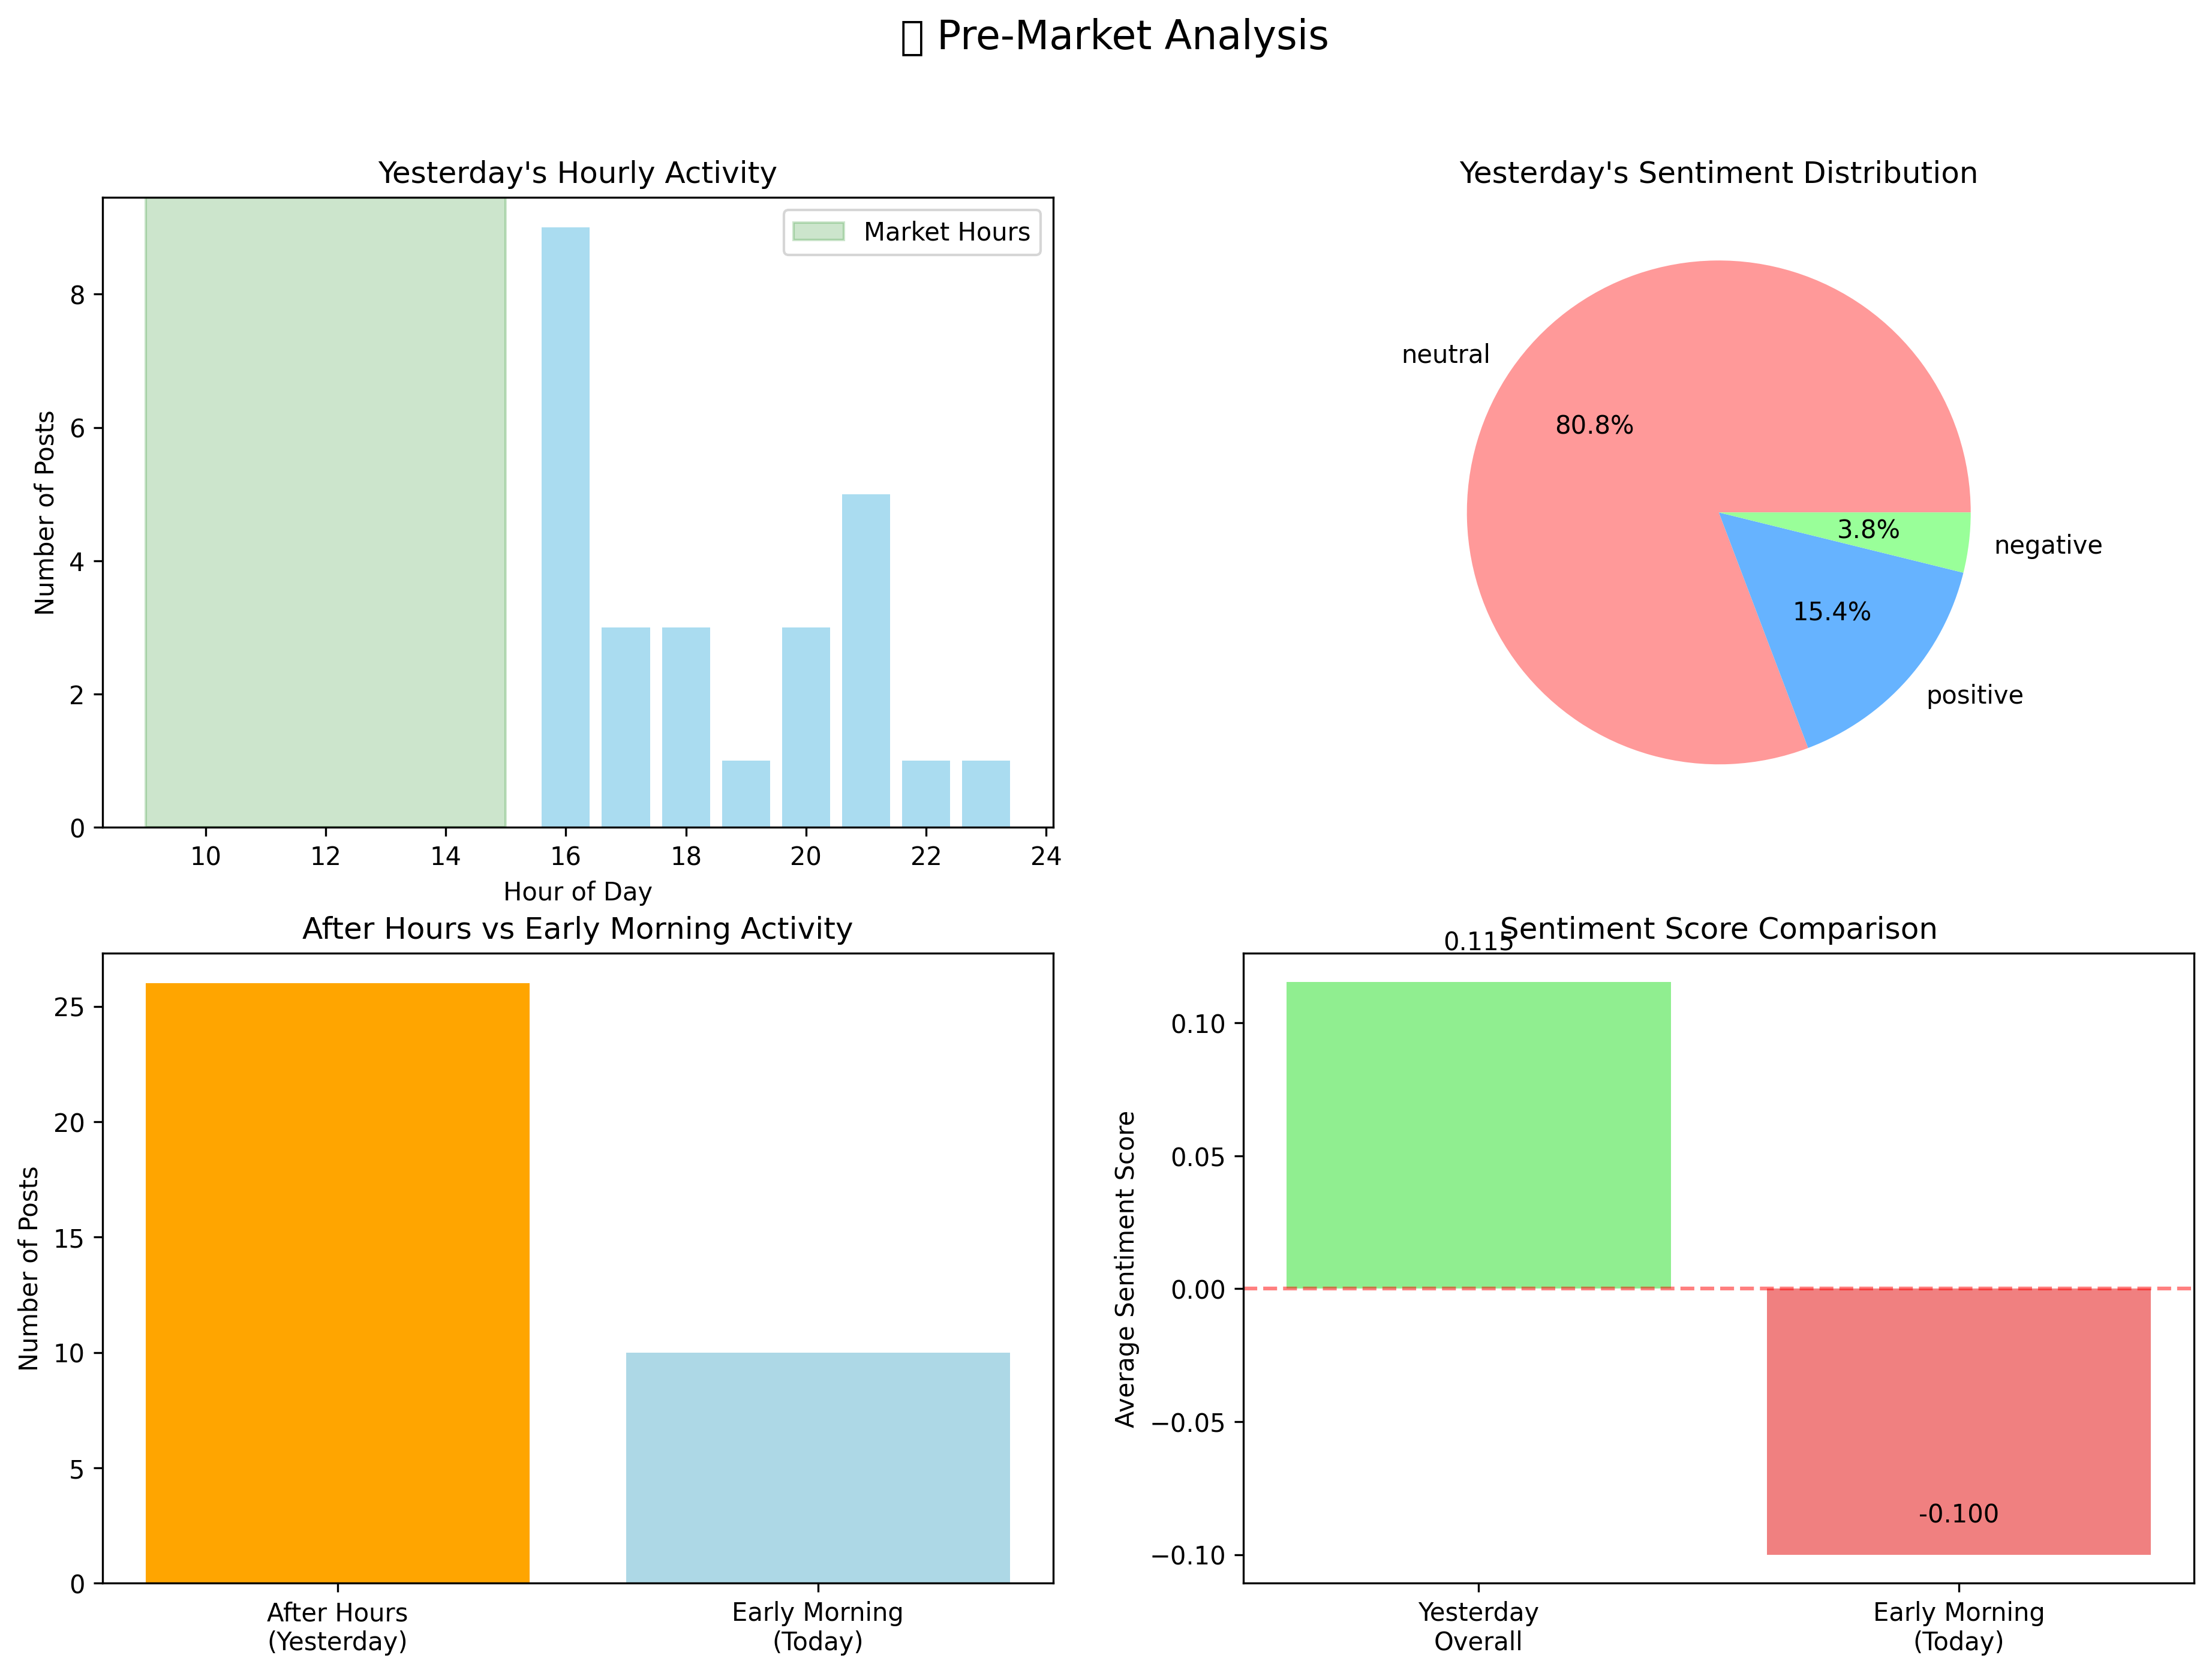 Pre-Market Analysis
Yesterday's Hourly Activity
Market Hours
Number of Posts
8
6
4
2
0
10 12 14 16 18 20 22 24
Hour of Day
Yesterday's Sentiment Distribution
neutral
80.8%
3.8%
negative
15.4%
positive
After Hours vs Early Morning Activity
Number of Posts
25
20
15
10
5
0
After Hours
(Yesterday)
Early Morning
(Today)
Sentiment Score Comparison
0.115
Average Sentiment Score
0.10
0.05
0.00
−0.05
−0.10
-0.100
Yesterday
Overall
Early Morning
(Today)